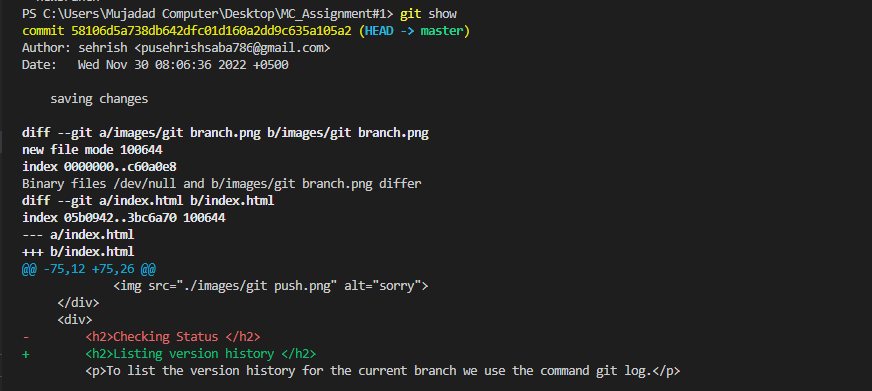 PS C:\Users\Mujadad Computer\Desktop\MC_Assignment#1> git show
commit 58106d5a738db642dfc01d160a2dd9c635a105a2 (HEAD -> master)
Author: sehrish <pusehrishsaba786@gmail.com>
Date:   Wed Nov 30 08:06:36 2022 +0500

    saving changes

diff --git a/images/git branch.png b/images/git branch.png
new file mode 100644
index 0000000..c60a0e8
Binary files /dev/null and b/images/git branch.png differ
diff --git a/index.html b/index.html
index 05b0942..3bc6a70 100644
--- a/index.html
+++ b/index.html
@@ -75,12 +75,26 @@
             <img src="./images/git push.png" alt="sorry">
     </div>
     <div>
-        <h2>Checking Status </h2>
+        <h2>Listing version history </h2>
         <p>To list the version history for the current branch we use the command git log.</p>